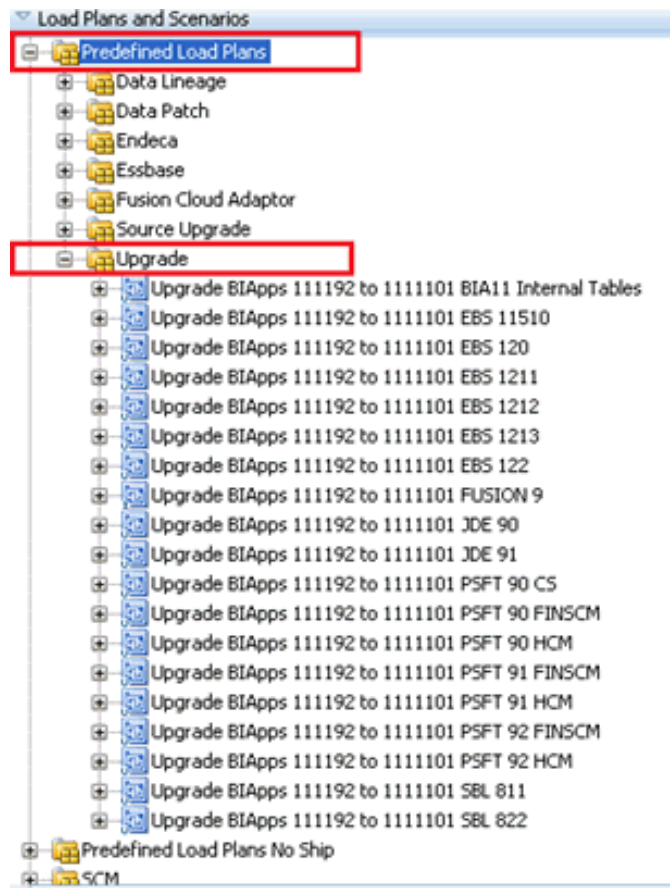 Load Plans and Scenarios
Predefined Load Plans
Data Lineage
Data Patch
Endeca
Essbase
Fusion Cloud Adaptor
Source Upgrade
Upgrade
Upgrade BIApps 111192 to 1111101 BIA11 Internal Tables
Upgrade BIApps 111192 to 1111101 EBS 11510
Upgrade BIApps 111192 to 1111101 EBS 120
Upgrade BIApps 111192 to 1111101 EBS 1211
Upgrade BIApps 111192 to 1111101 EBS 1212
Upgrade BIApps 111192 to 1111101 EBS 1213
Upgrade BIApps 111192 to 1111101 EBS 122
Upgrade BIApps 111192 to 1111101 FUSION 9
Upgrade BIApps 111192 to 1111101 JDE 90
Upgrade BIApps 111192 to 1111101 JDE 91
Upgrade BIApps 111192 to 1111101 PSFT 90 CS
Upgrade BIApps 111192 to 1111101 PSFT 90 FINSCM
Upgrade BIApps 111192 to 1111101 PSFT 90 HCM
Upgrade BIApps 111192 to 1111101 PSFT 91 FINSCM
Upgrade BIApps 111192 to 1111101 PSFT 91 HCM
Upgrade BIApps 111192 to 1111101 PSFT 92 FINSCM
Upgrade BIApps 111192 to 1111101 PSFT 92 HCM
Upgrade BIApps 111192 to 1111101 SBL 811
Upgrade BIApps 111192 to 1111101 SBL 822
Predefined Load Plans No Ship
SCM